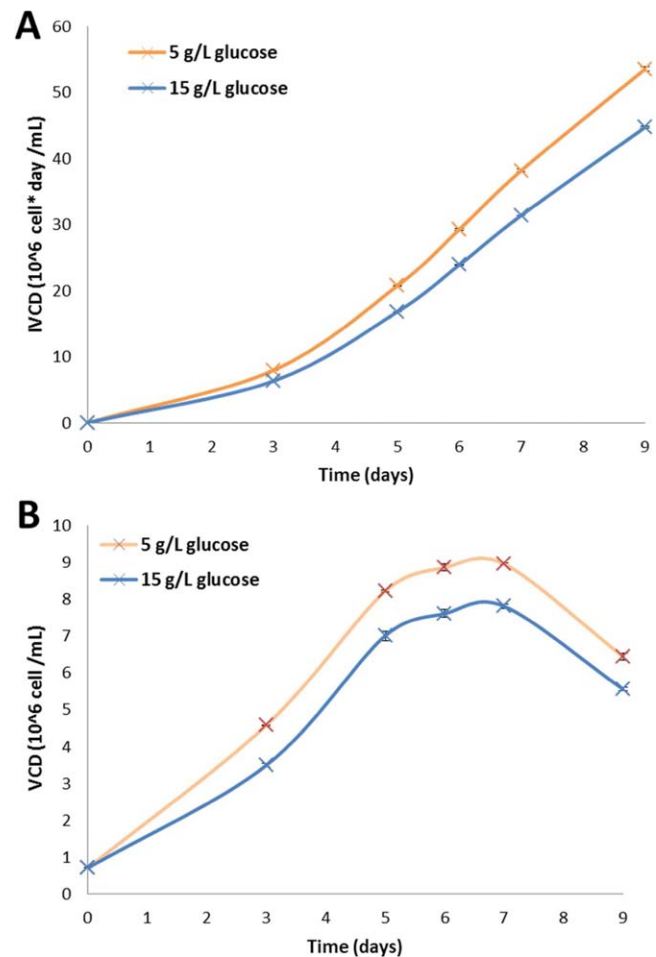 A
60
50
40
30
20
10
0
IVCD (10^6 cell* day /mL)
5 g/L glucose
15 g/L glucose
0 1 2 3 4 5 6 7 8 9
Time (days)
B
10
9
8
7
6
5
4
3
2
1
0
VCD (10^6 cell /mL)
5 g/L glucose
15 g/L glucose
0 1 2 3 4 5 6 7 8 9
Time (days)